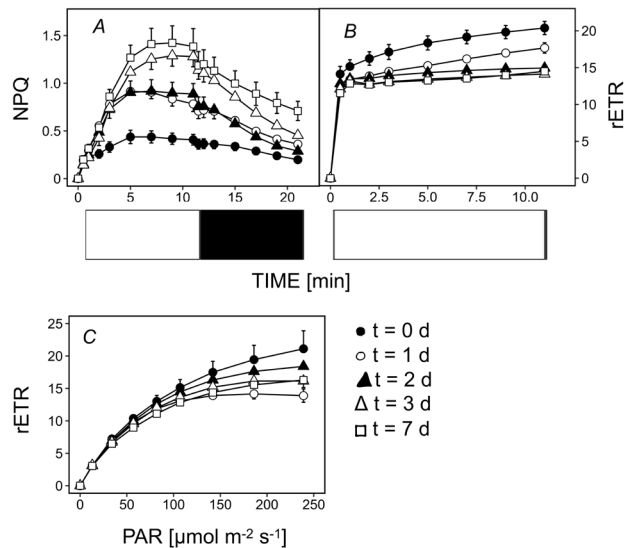 A
NPQ
1.5
1.0
0.5
0
0 5 10 15 20
B
rETR
20
15
10
5
0
0 2.5 5.0 7.5 10.0
TIME [min]
C
rETR
25
20
15
10
5
0
0 50 100 150 200 250
PAR [µmol m-2 s-1]
t = 0 d
t = 1 d
t = 2 d
t = 3 d
t = 7 d